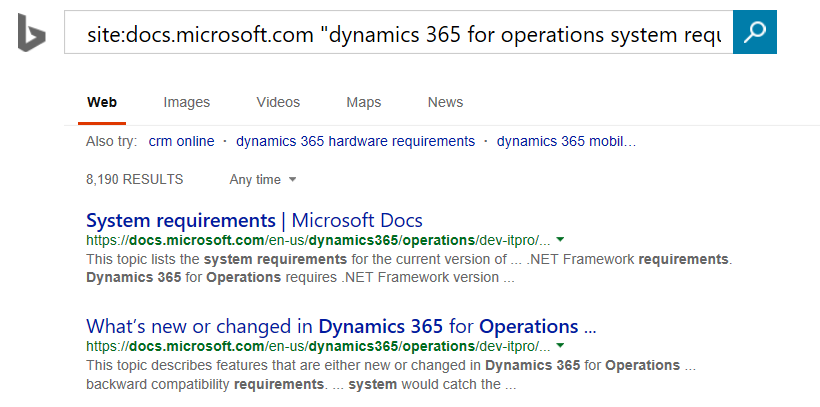 site:docs.microsoft.com "dynamics 365 for operations system requ
Web Images Videos Maps News
Also try: crm online · dynamics 365 hardware requirements · dynamics 365 mobil...
8,190 RESULTS Any time
System requirements | Microsoft Docs
https://docs.microsoft.com/en-us/dynamics365/operations/dev-itpro/...
This topic lists the system requirements for the current version of ... .NET Framework requirements.
Dynamics 365 for Operations requires .NET Framework version ...
What's new or changed in Dynamics 365 for Operations ...
https://docs.microsoft.com/en-us/dynamics365/operations/dev-itpro/...
This topic describes features that are either new or changed in Dynamics 365 for Operations ...
backward compatibility requirements. ... system would catch the ...